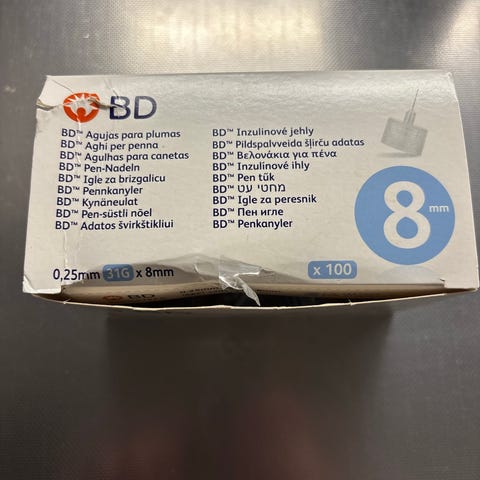 BD
BD™ Agujas para plumas
BD™ Aghi per penna
BD™ Agulhas para canetas
BD™ Pen-Nadeln
BD™ Igle za brizgalicu
BD™ Pennkanyler
BD™ Kynäneulat
BD™ Pen-süstli nõel
BD™ Adatos švirkštikliui
BD™ Inzulinové jehly
BD™ Pildspalvveida šļirču adatas
BD™ Βελονάκια για πένα
BD™ Inzulínové ihly
BD™ Pen tűk
BD™ מחטי עט
BD™ Igle za peresnik
BD™ Пен игле
BD™ Penkanyler
8 mm
0,25mm 31G x 8mm
x 100
BD